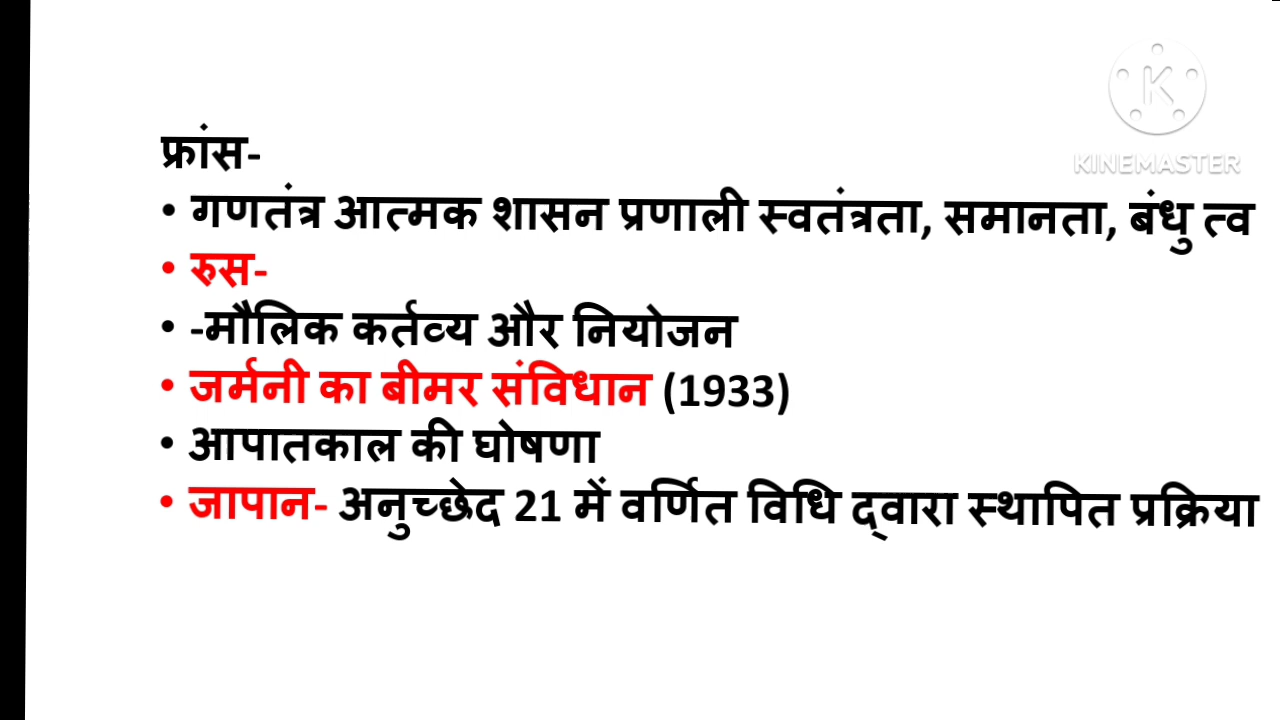 KINEMASTER
फ्रांस-
• गणतंत्र आत्मक शासन प्रणाली स्वतंत्रता, समानता, बंधु त्व
• रुस-
• -मौलिक कर्तव्य और नियोजन
• जर्मनी का बीमर संविधान (1933)
• आपातकाल की घोषणा
• जापान- अनुच्छेद 21 में वर्णित विधि द्वारा स्थापित प्रक्रिया